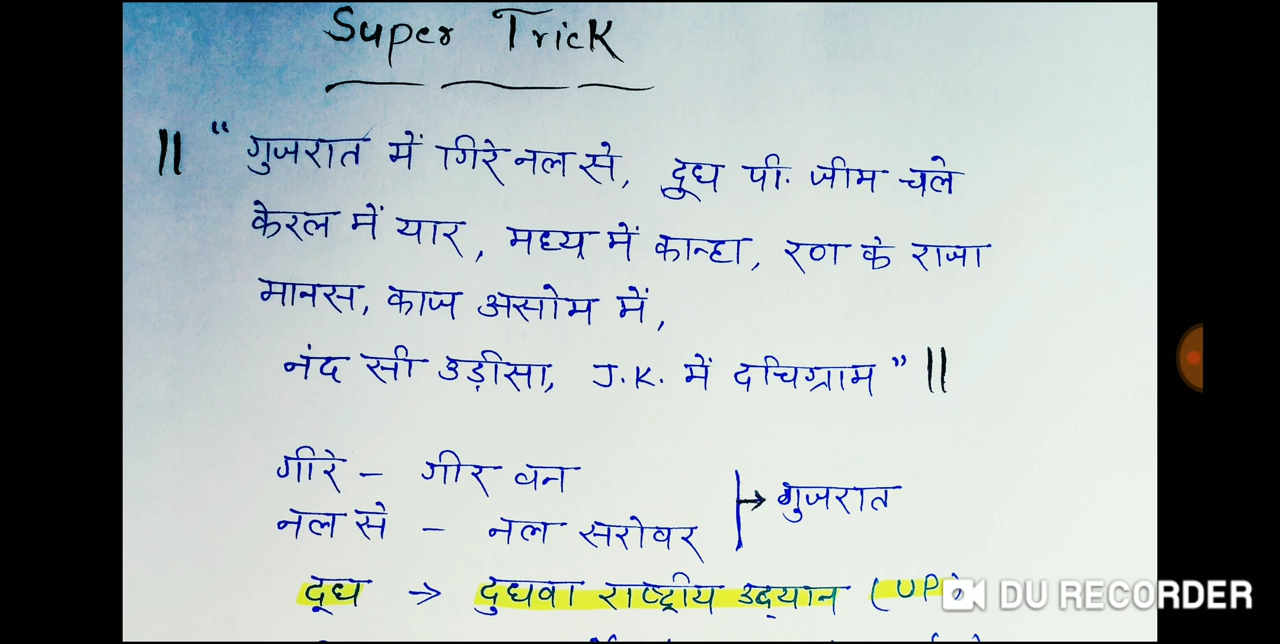 Super Trick
|| “ गुजरात में गिरे नल से, दूध पी. जीम चले
केरल में यार, मध्य में कान्हा, रण के राजा
मानस, काज असोम में,
नंद सी उड़ीसा, J.K. में दचिग्राम ” ||
गीरे – गीर वन
नल से – नल सरोवर
→ गुजरात
दूध → दुधवा राष्ट्रीय उद्यान (UP)
DU RECORDER